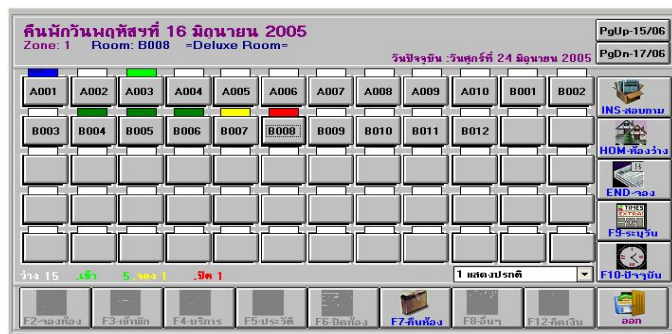 คืนพักวันพฤหัสฯที่ 16 มิถุนายน 2005
Zone: 1 Room: B008 =Deluxe Room=
วันปัจจุบัน :วันศุกร์ที่ 24 มิถุนายน 2005
PgUp-15/06
PgDn-17/06
A001 A002 A003 A004 A005 A006 A007 A008 A009 A010 B001 B002
B003 B004 B005 B006 B007 B008 B009 B010 B011 B012
INS-สอบถาม
HOM-ห้องว่าง
END-จอง
F9-ระบุวัน
F10-ปัจจุบัน
ว่าง 15 .เข้า 5 .จอง 1 .ปิด 1
1 แสดงปรกติ
F2-จองห้อง F3-เข้าพัก F4-บริการ F5-ประวัติ F6-ปิดห้อง F7-คืนห้อง F8-อื่นๆ F12-คิดเงิน ออก